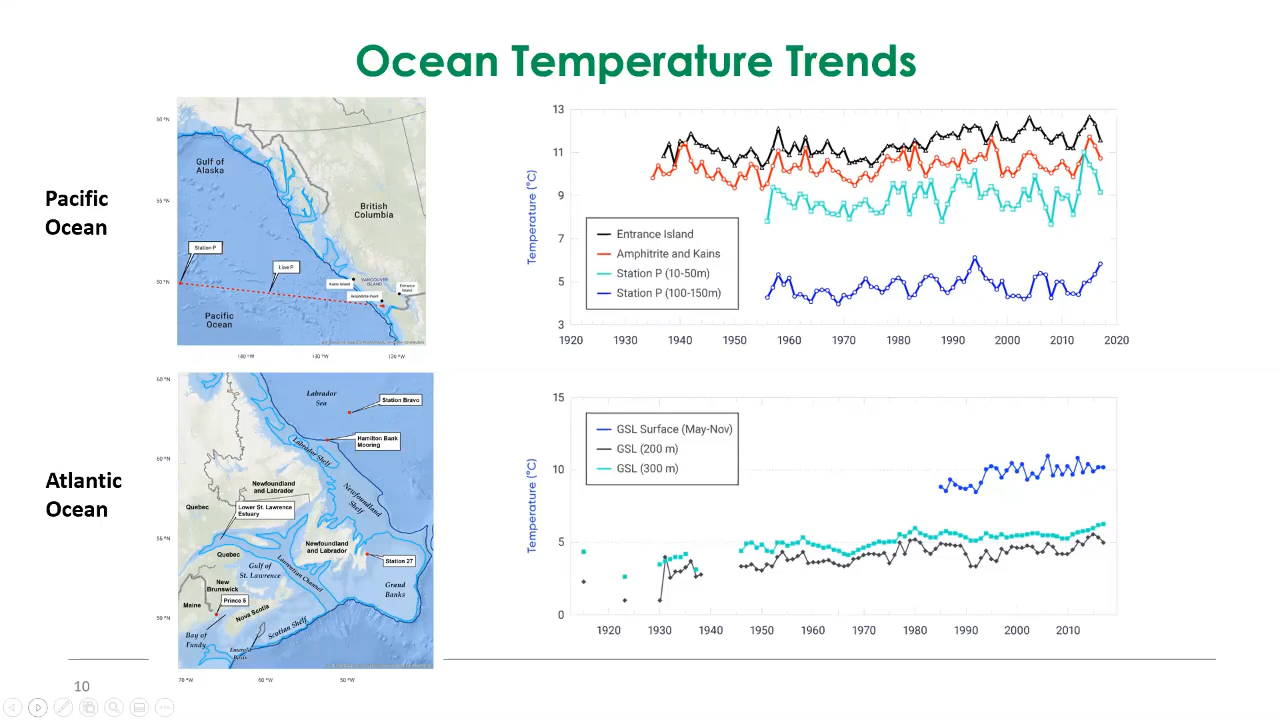 Ocean Temperature Trends
Pacific
Ocean
60 °N
55 °N
50 °N
Gulf of
Alaska
British
Columbia
Station P
Line P
VANCOUVER
ISLAND
Kains Island
Entrance
Island
Amphitrite Point
Pacific
Ocean
130 °W
120 °W
Temperature (°C)
13
11
9
7
5
3
Entrance Island
Amphitrite and Kains
Station P (10-50m)
Station P (100-150m)
1920
1930
1940
1950
1960
1970
1980
1990
2000
2010
2020
Atlantic
Ocean
60 °N
55 °N
50 °N
Labrador
Sea
Station Bravo
Hamilton Bank
Mooring
Labrador Shelf
Newfoundland
and Labrador
Newfoundland
Shelf
Quebec
Lower St. Lawrence
Estuary
Newfoundland
and Labrador
Station 27
Quebec
Gulf of
St. Lawrence
Laurentian Channel
Grand
Banks
New
Brunswick
Maine
Prince 5
Nova Scotia
Scotian Shelf
Bay of
Fundy
Emerald
Basin
70 °W
60 °W
50 °W
Temperature (°C)
15
10
5
0
GSL Surface (May-Nov)
GSL (200 m)
GSL (300 m)
1920
1930
1940
1950
1960
1970
1980
1990
2000
2010
10